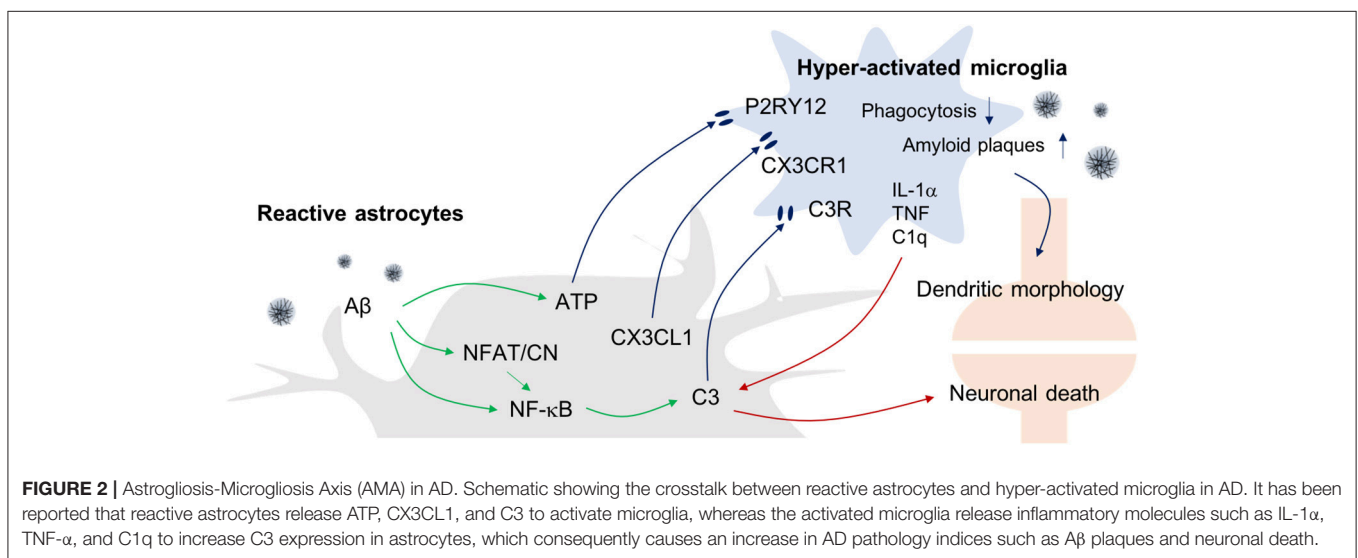 Hyper-activated microglia
P2RY12
Phagocytosis
Amyloid plaques
CX3CR1
IL-1α
TNF
C1q
C3R
Reactive astrocytes
Aβ
ATP
CX3CL1
NFAT/CN
NF-κB
C3
Dendritic morphology
Neuronal death
FIGURE 2 | Astrogliosis-Microgliosis Axis (AMA) in AD. Schematic showing the crosstalk between reactive astrocytes and hyper-activated microglia in AD. It has
been reported that reactive astrocytes release ATP, CX3CL1, and C3 to activate microglia, whereas the activated microglia release inflammatory molecules such as IL-1α,
TNF-α, and C1q to increase C3 expression in astrocytes, which consequently causes an increase in AD pathology indices such as Aβ plaques and neuronal death.